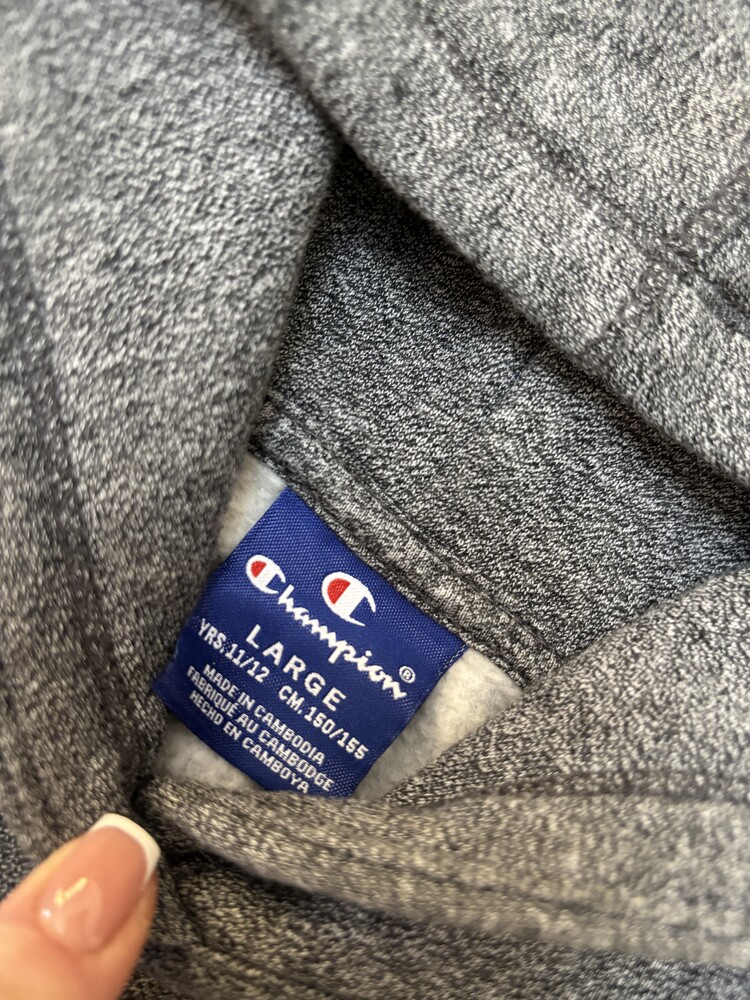 Champion®
LARGE
YRS.11/12 CM.150/155
MADE IN CAMBODIA
FABRIQUÉ AU CAMBODGE
HECHO EN CAMBOYA